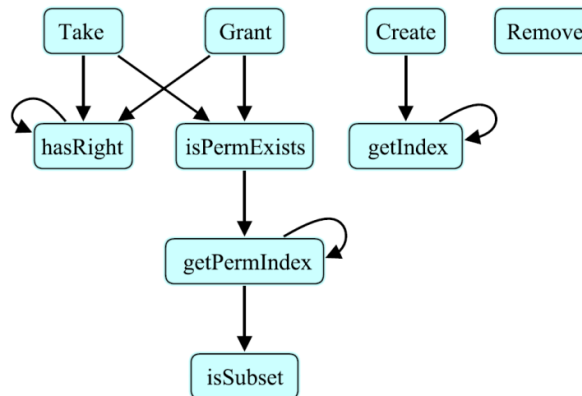 Take
Grant
Create
Remove
hasRight
isPermExists
getIndex
getPermIndex
isSubset